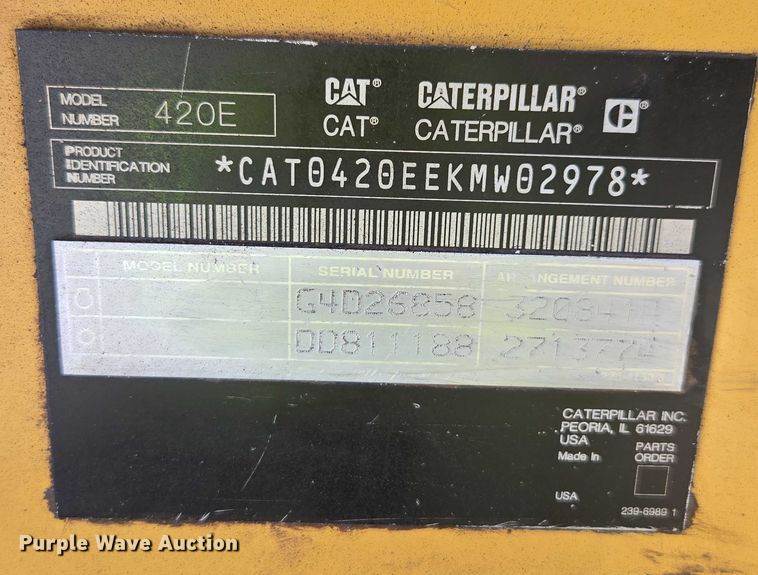 MODEL NUMBER 420E
CAT® CATERPILLAR®
CAT® CATERPILLAR® ®
PRODUCT IDENTIFICATION NUMBER *CAT0420EEKMW02978*
MODEL NUMBER SERIAL NUMBER ARRANGEMENT NUMBER
G4D26858
DD811188 2713774
CATERPILLAR INC.
PEORIA, IL 61629
USA
Made In
PARTS ORDER
USA
239-6989 1
Purple Wave Auction